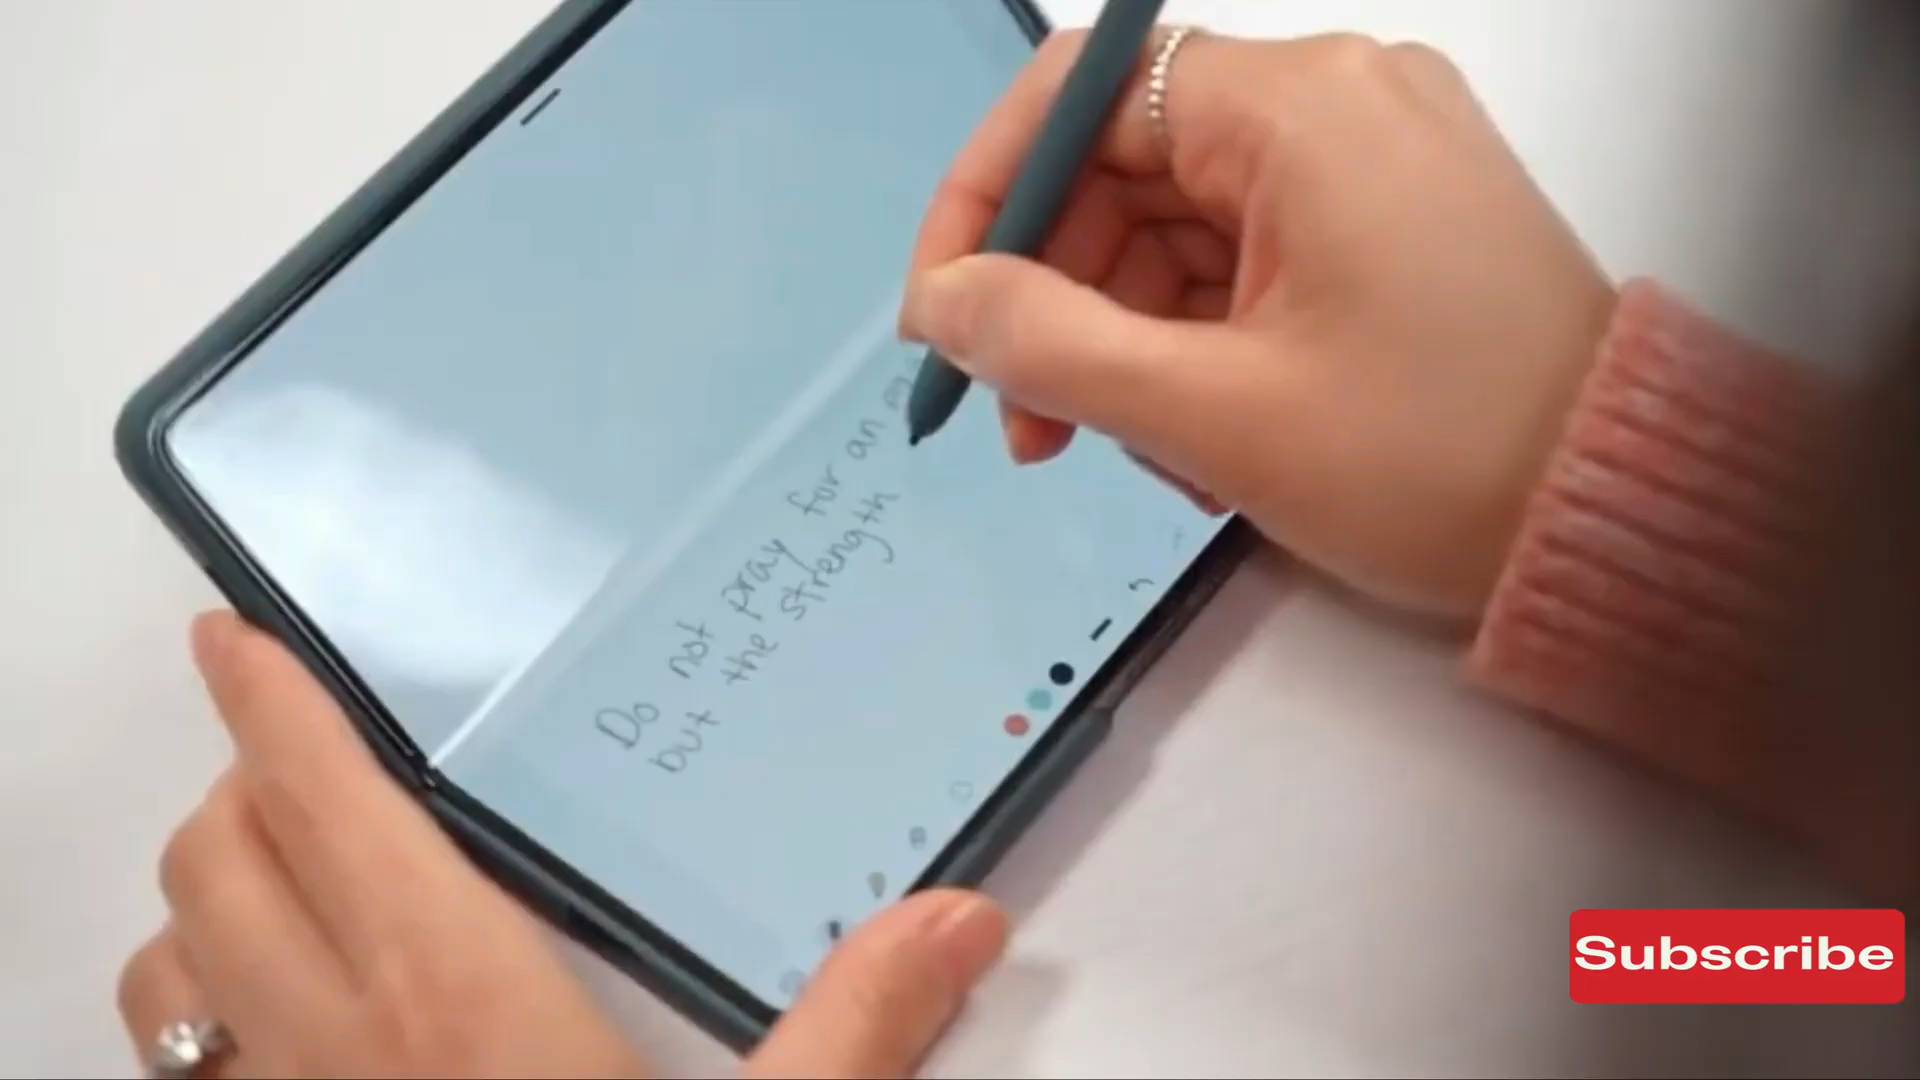 Do not pray for an
but the strength
Subscribe